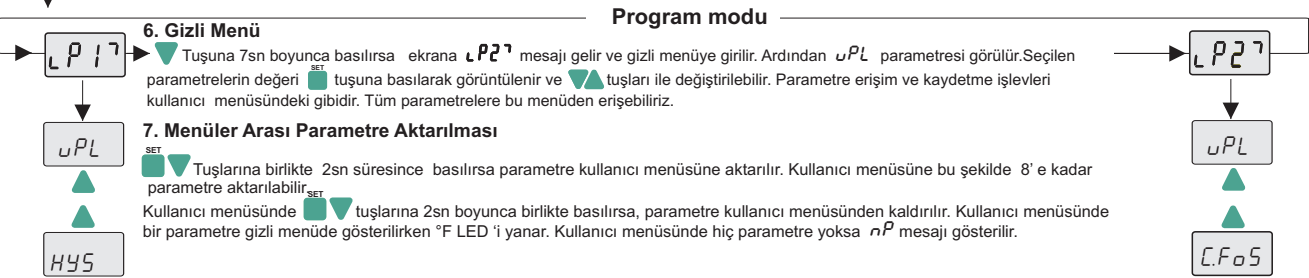 Program modu
[P17]
6. Gizli Menü
▼ Tuşuna 7sn boyunca basılırsa ekrana [P27] mesajı gelir ve gizli menüye girilir. Ardından uPL parametresi görülür.Seçilen
SET
parametrelerin değeri tuşuna basılarak görüntülenir ve ▼▲ tuşları ile değiştirilebilir. Parametre erişim ve kaydetme işlevleri
kullanıcı menüsündeki gibidir. Tüm parametrelere bu menüden erişebiliriz.
[P27]
uPL
7. Menüler Arası Parametre Aktarılması
SET
▼ Tuşlarına birlikte 2sn süresince basılırsa parametre kullanıcı menüsüne aktarılır. Kullanıcı menüsüne bu şekilde 8' e kadar
parametre aktarılabilir
SET
Kullanıcı menüsünde ▼ tuşlarına 2sn boyunca birlikte basılırsa, parametre kullanıcı menüsünden kaldırılır. Kullanıcı menüsünde
bir parametre gizli menüde gösterilirken °F LED 'i yanar. Kullanıcı menüsünde hiç parametre yoksa nP mesajı gösterilir.
uPL
HYS
C.FoS